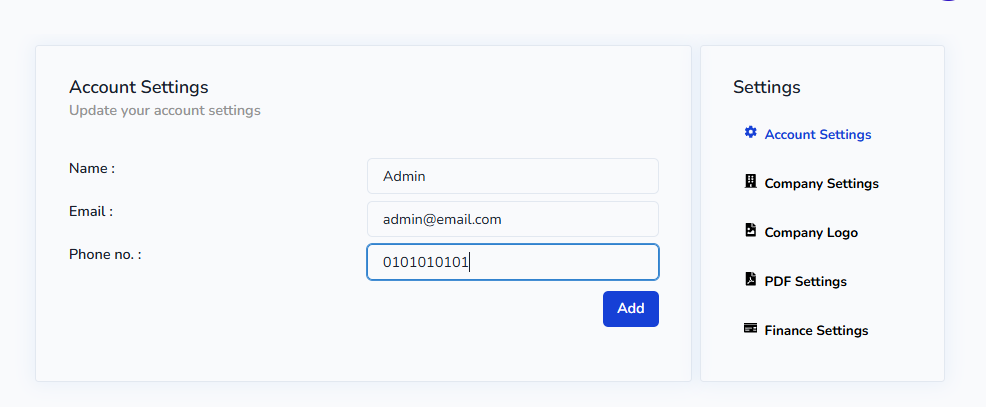 Account Settings
Update your account settings
Name :
Admin
Email :
admin@email.com
Phone no. :
0101010101
Add
Settings
Account Settings
Company Settings
Company Logo
PDF Settings
Finance Settings